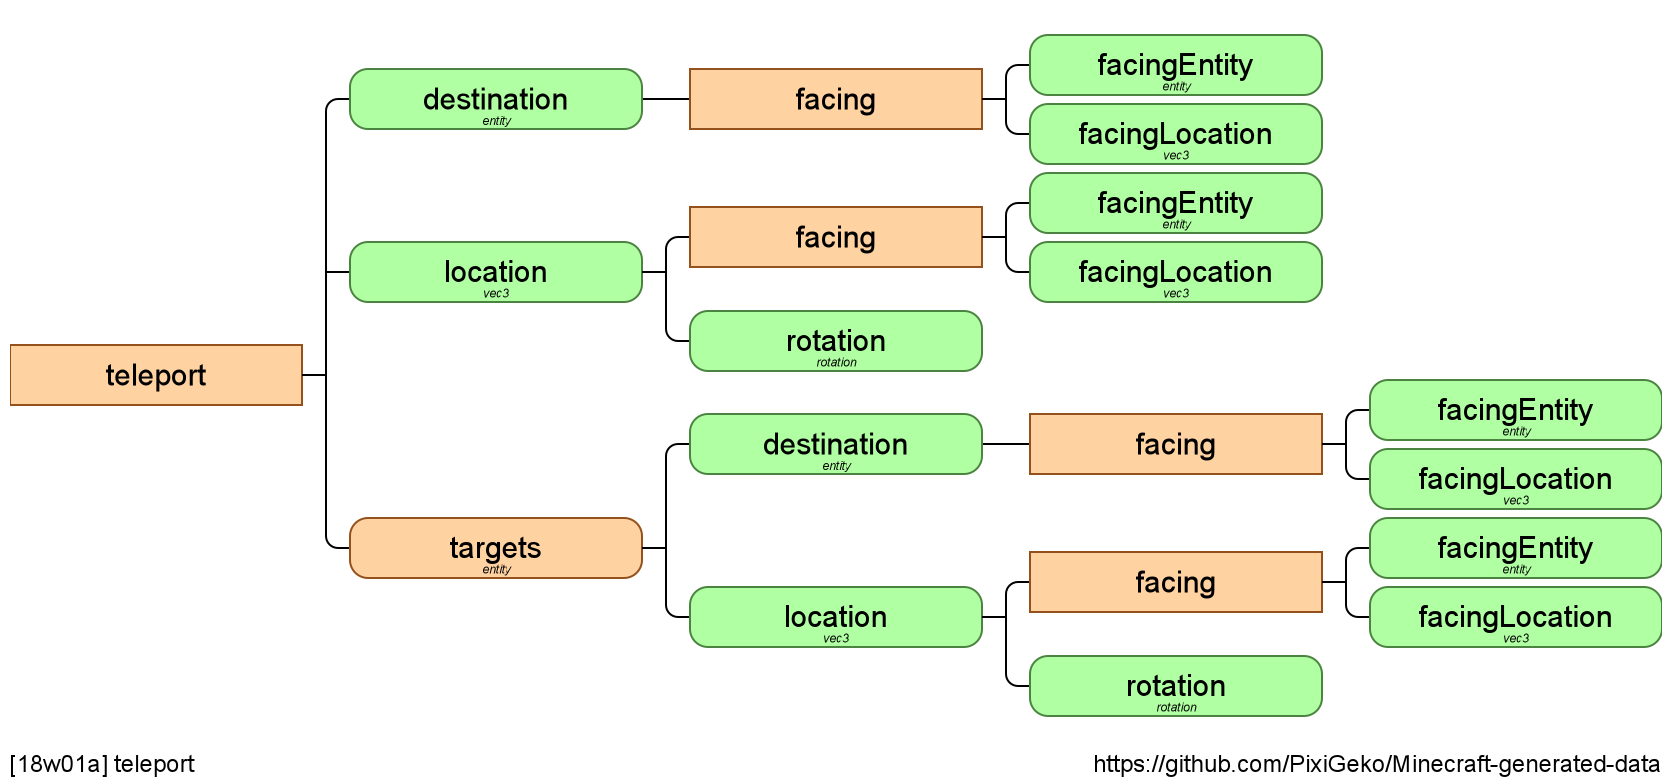 facingEntity
entity
destination
entity
facing
facingLocation
vec3
facingEntity
entity
facing
location
vec3
facingLocation
vec3
rotation
rotation
teleport
facingEntity
entity
destination
entity
facing
facingLocation
vec3
targets
entity
facingEntity
entity
facing
location
vec3
facingLocation
vec3
rotation
rotation
[18w01a] teleport
https://github.com/PixiGeko/Minecraft-generated-data